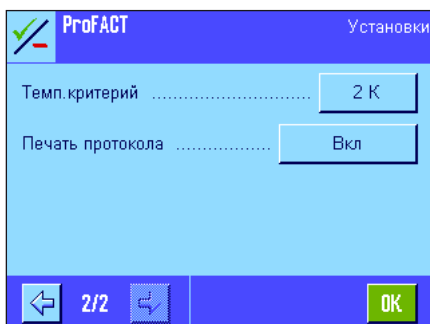 ProFACT Установки
Темп.критерий ............................. 2 K
Печать протокола ................. Вкл
2/2 OK